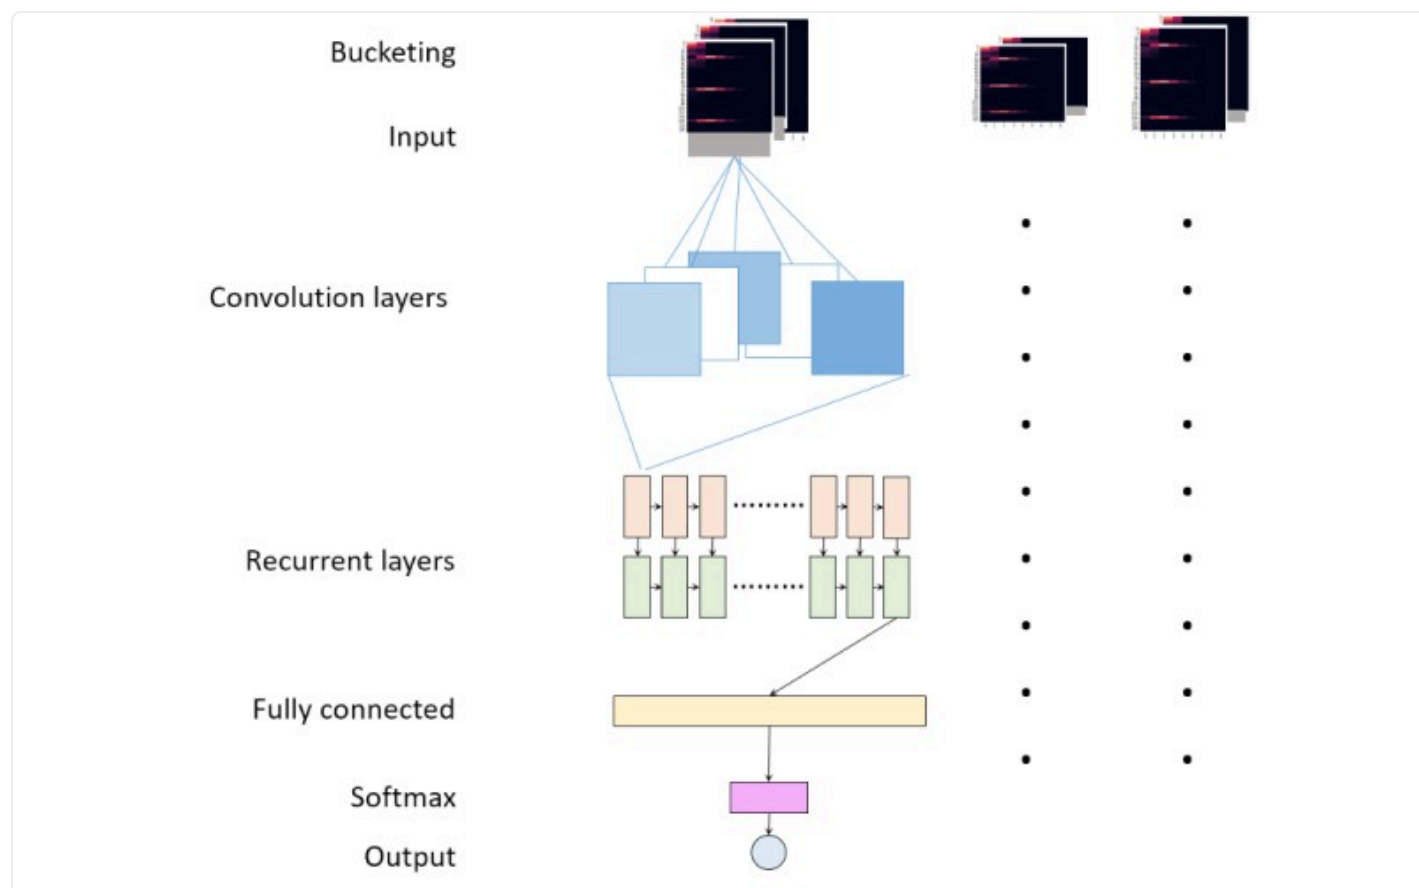 Bucketing
Input
Convolution layers
Recurrent layers
Fully connected
Softmax
Output